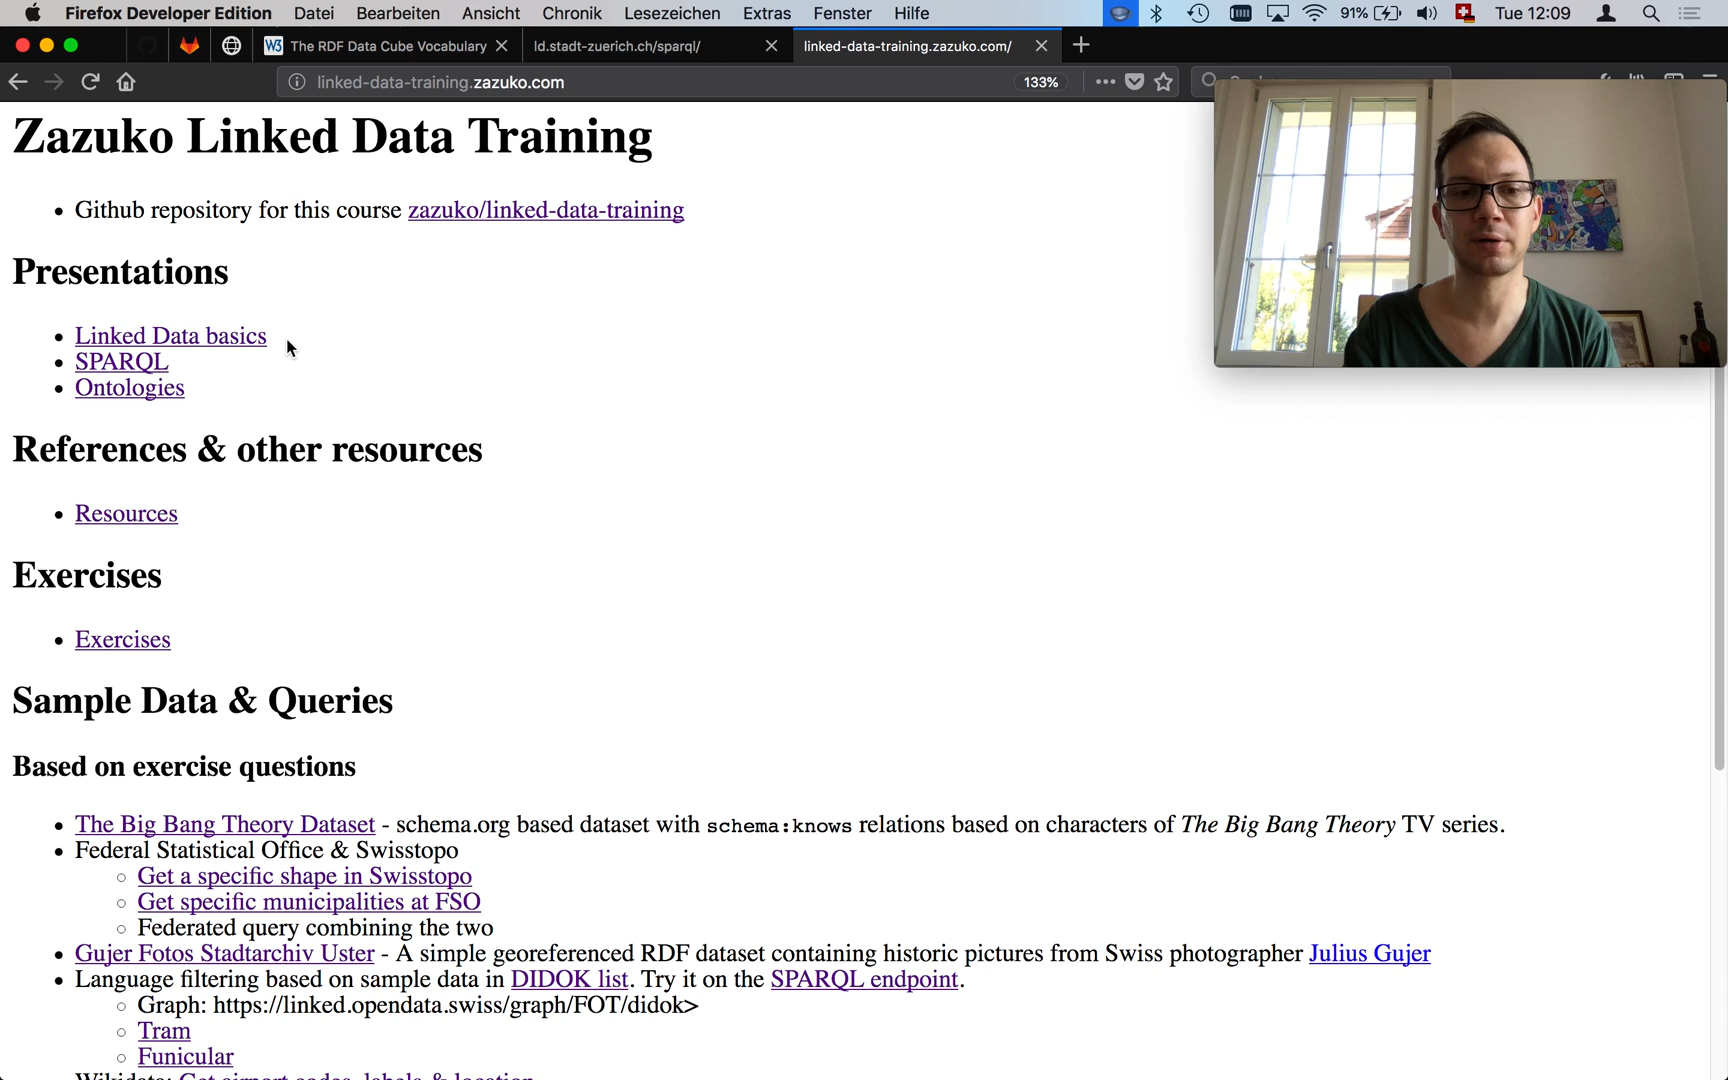 Firefox Developer Edition Datei Bearbeiten Ansicht Chronik Lesezeichen Extras Fenster Hilfe 91% Tue 12:09
W3 The RDF Data Cube Vocabulary ld.stadt-zuerich.ch/sparql/ linked-data-training.zazuko.com/
linked-data-training.zazuko.com 133%
Zazuko Linked Data Training
• Github repository for this course zazuko/linked-data-training
Presentations
• Linked Data basics
• SPARQL
• Ontologies
References & other resources
• Resources
Exercises
• Exercises
Sample Data & Queries
Based on exercise questions
• The Big Bang Theory Dataset - schema.org based dataset with schema:knows relations based on characters of The Big Bang Theory TV series.
• Federal Statistical Office & Swisstopo
◦ Get a specific shape in Swisstopo
◦ Get specific municipalities at FSO
◦ Federated query combining the two
• Gujer Fotos Stadtarchiv Uster - A simple georeferenced RDF dataset containing historic pictures from Swiss photographer Julius Gujer
• Language filtering based on sample data in DIDOK list. Try it on the SPARQL endpoint.
◦ Graph: https://linked.opendata.swiss/graph/FOT/didok>
◦ Tram
◦ Funicular
Wikidata: Get airport codes, labels & location